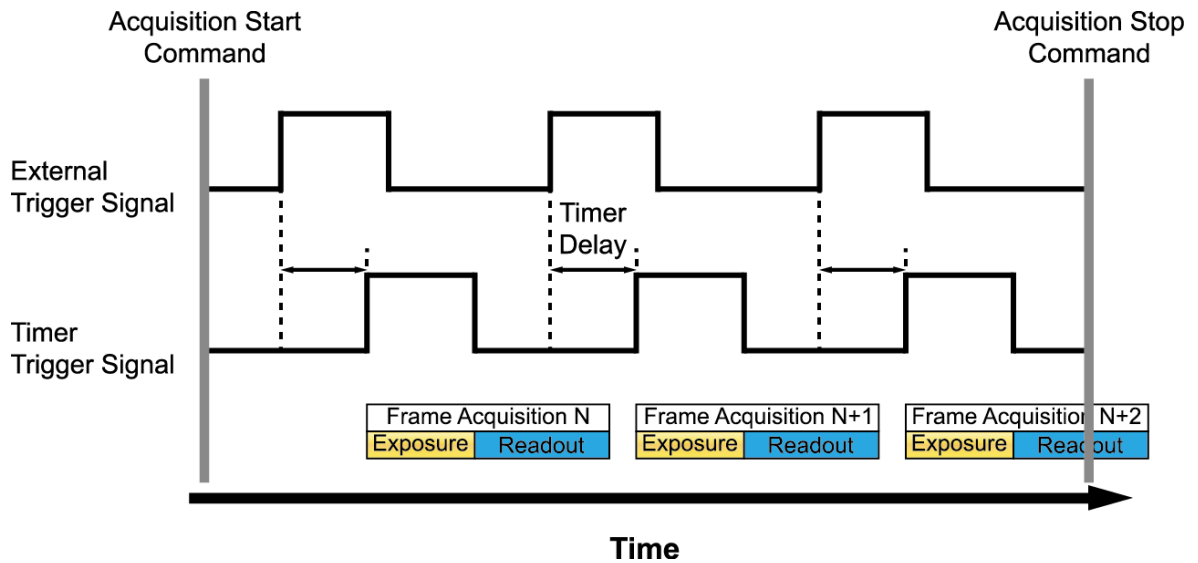 Acquisition Start
Command
Acquisition Stop
Command
External
Trigger Signal
Timer
Delay
Timer
Trigger Signal
Frame Acquisition N
Frame Acquisition N+1
Frame Acquisition N+2
Exposure
Readout
Exposure
Readout
Exposure
Readout
Time